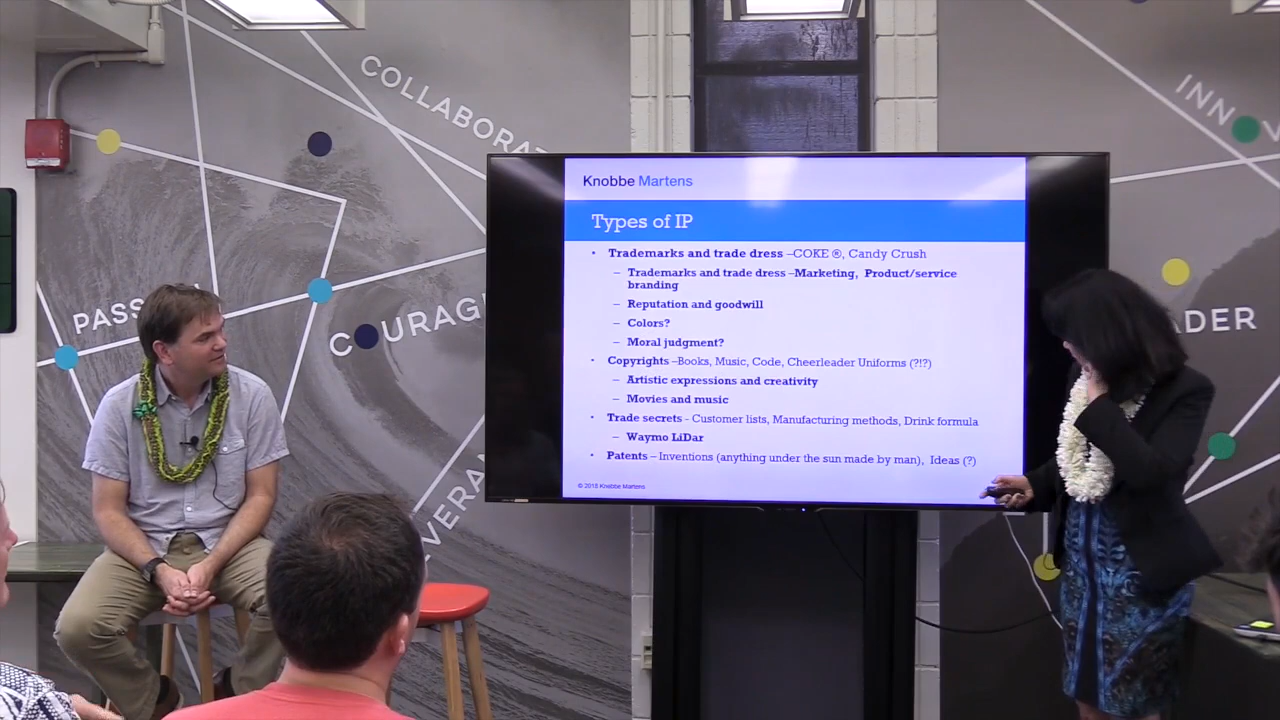 COLLABORAT
INNOV
PASS
COURAG
ADER
VERAN
Knobbe Martens
Types of IP
• Trademarks and trade dress –COKE ®, Candy Crush
– Trademarks and trade dress –Marketing, Product/service
branding
– Reputation and goodwill
– Colors?
– Moral judgment?
• Copyrights –Books, Music, Code, Cheerleader Uniforms (?!?)
– Artistic expressions and creativity
– Movies and music
• Trade secrets - Customer lists, Manufacturing methods, Drink formula
– Waymo LiDar
• Patents – Inventions (anything under the sun made by man), Ideas (?)
© 2018 Knobbe Martens